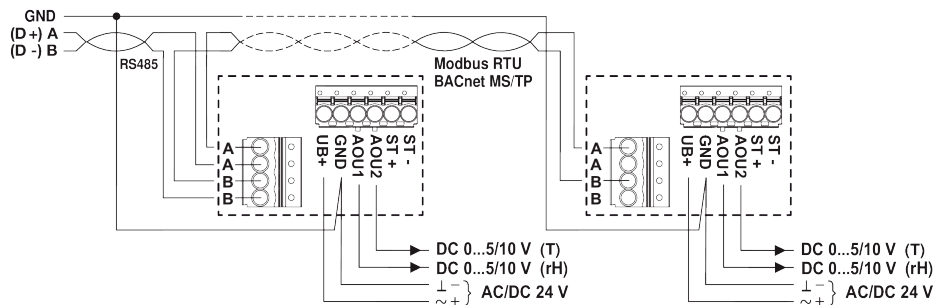 GND
(D+) A
(D -) B
RS485
Modbus RTU
BACnet MS/TP
A
A
B
B
UB+
GND
AOU1
AOU2
ST +
ST -
A
A
B
B
UB+
GND
AOU1
AOU2
ST +
ST -
DC 0...5/10 V (T)
DC 0...5/10 V (rH)
⊥ −
~ +
AC/DC 24 V
DC 0...5/10 V (T)
DC 0...5/10 V (rH)
⊥ −
~ +
AC/DC 24 V